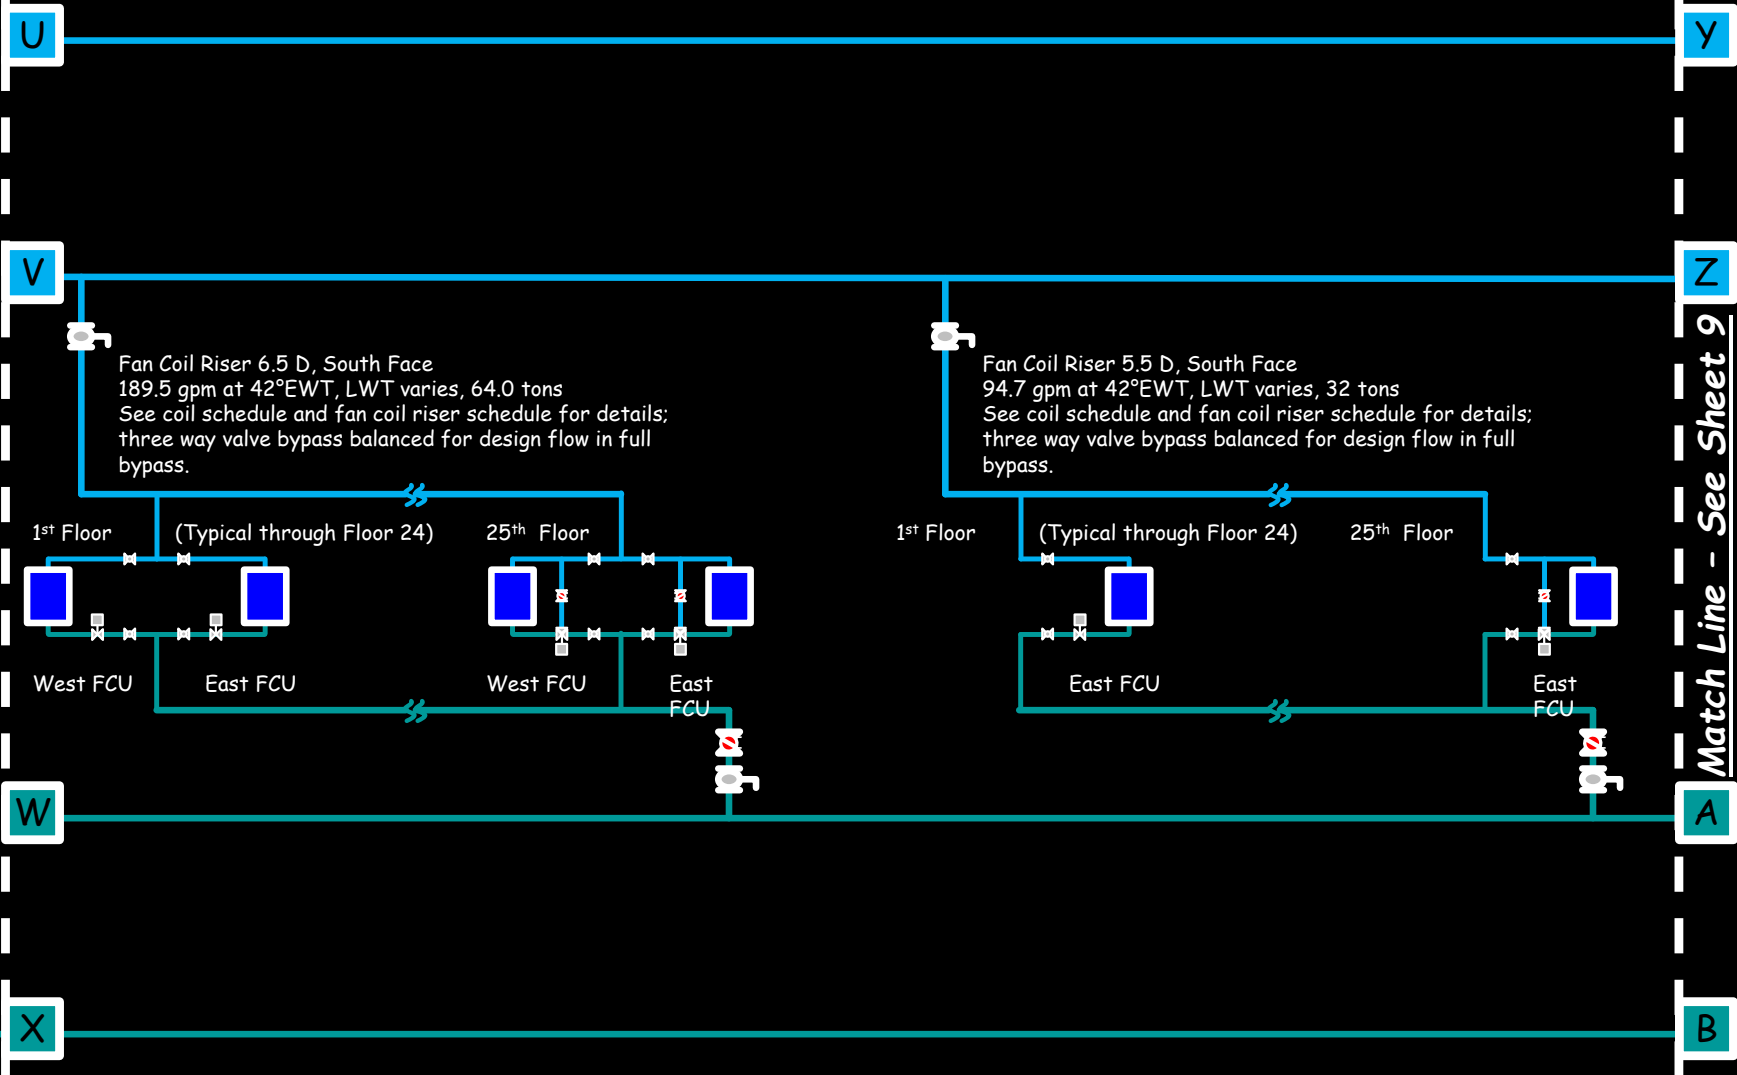 U
Y
V
Z
Fan Coil Riser 6.5 D, South Face
189.5 gpm at 42°EWT, LWT varies, 64.0 tons
See coil schedule and fan coil riser schedule for details;
three way valve bypass balanced for design flow in full
bypass.
Fan Coil Riser 5.5 D, South Face
94.7 gpm at 42°EWT, LWT varies, 32 tons
See coil schedule and fan coil riser schedule for details;
three way valve bypass balanced for design flow in full
bypass.
1st Floor
(Typical through Floor 24)
25th Floor
1st Floor
(Typical through Floor 24)
25th Floor
West FCU
East FCU
West FCU
East
FCU
East FCU
East
FCU
Match Line – See Sheet 9
W
A
X
B